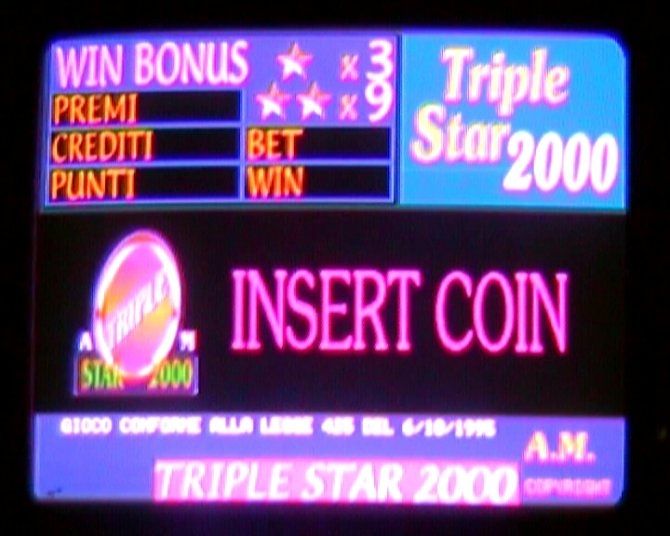 WIN BONUS ★ x 3
★★ x 9
PREMI
CREDITI BET
PUNTI WIN
Triple
Star 2000
TRIPLE
STAR 2000
INSERT COIN
GIOCO CONFORME ALLA LEGGE 425 DEL 6/10/1995
A.M.
COPYRIGHT
TRIPLE STAR 2000